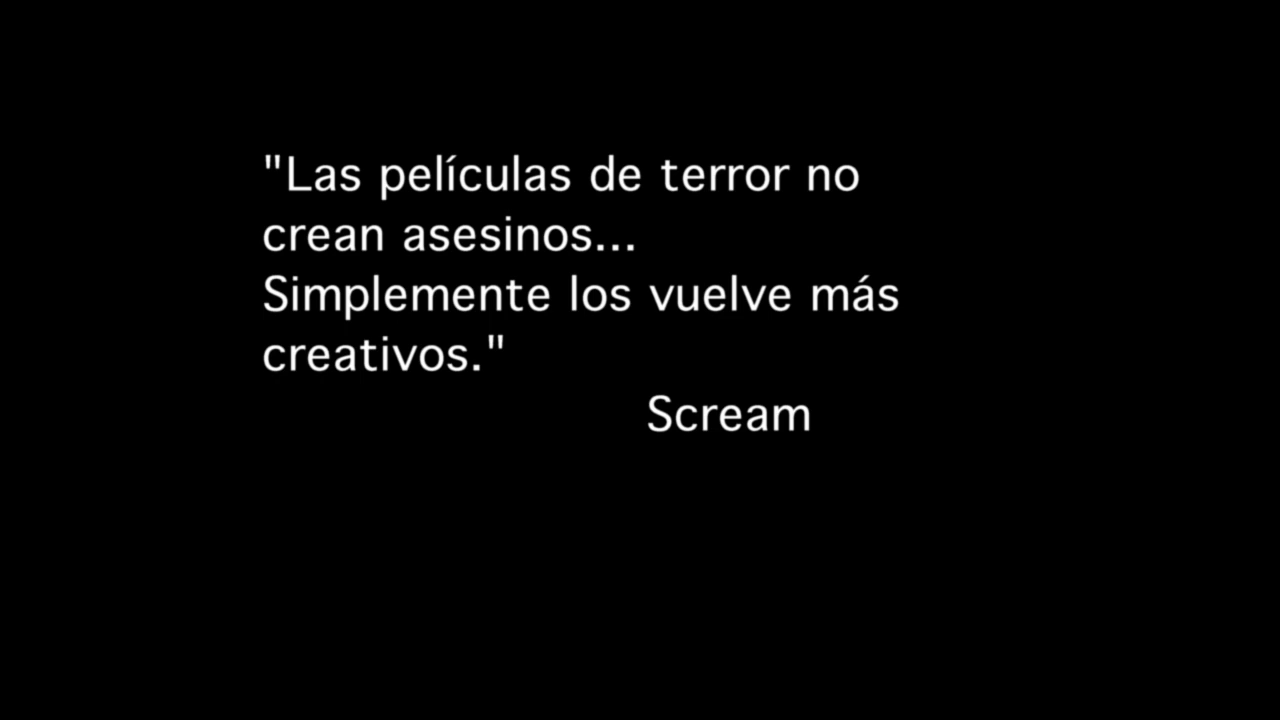 "Las películas de terror no
crean asesinos...
Simplemente los vuelve más
creativos."
Scream